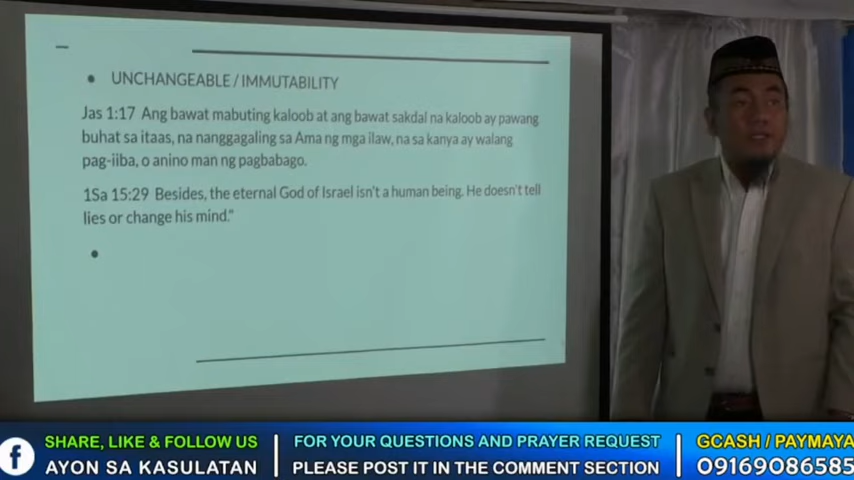 UNCHANGEABLE / IMMUTABILITY
Jas 1:17 Ang bawat mabuting kaloob at ang bawat sakdal na kaloob ay pawang
buhat sa itaas, na nanggagaling sa Ama ng mga ilaw, na sa kanya ay walang
pag-iiba, o anino man ng pagbabago.
1Sa 15:29 Besides, the eternal God of Israel isn't a human being. He doesn't tell
lies or change his mind."
SHARE, LIKE & FOLLOW US
AYON SA KASULATAN
FOR YOUR QUESTIONS AND PRAYER REQUEST
PLEASE POST IT IN THE COMMENT SECTION
GCASH / PAYMAYA
09169086585